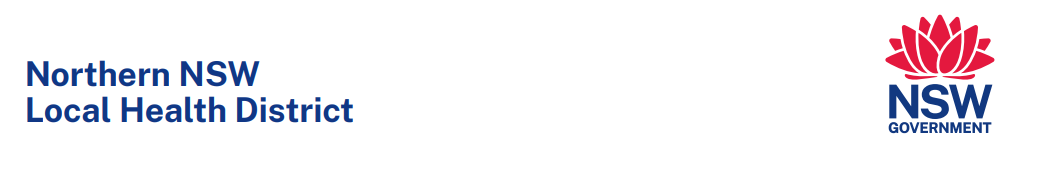 Northern NSW
Local Health District
NSW
GOVERNMENT